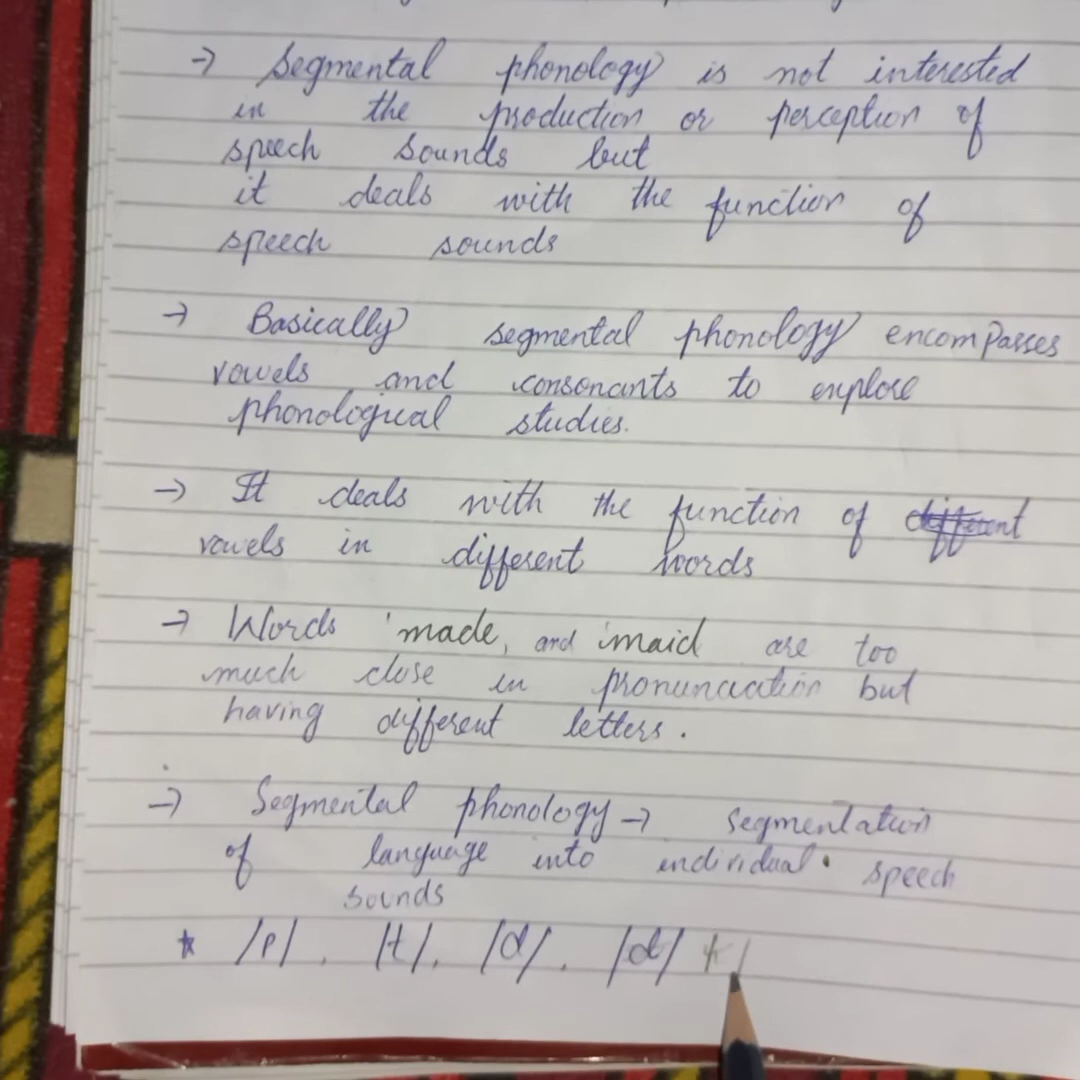 → Segmental phonology is not interested
in the production or perception of
speech sounds but
it deals with the function of
speech sounds
→ Basically segmental phonology encompasses
vowels and consonants to explore
phonological studies.
→ It deals with the function of different
vowels in different words
→ Words 'made, and 'maid are too
much close in pronunciation but
having different letters.
→ Segmental phonology → segmentation
of language into individual speech
sounds
* /p/, /t/, /d/, /d/